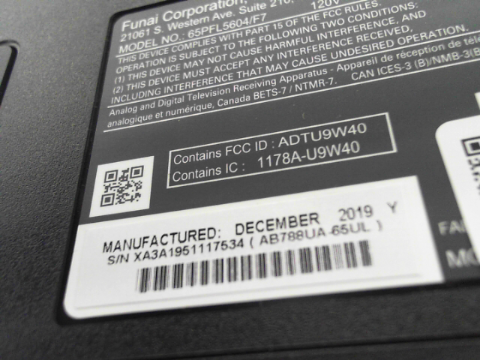 Funai Corporation,
21061 S. Western Ave. Suite 210,
MODEL NO.: 65PFL5604/F7 120V
THIS DEVICE COMPLIES WITH PART 15 OF THE FCC RULES.
OPERATION IS SUBJECT TO THE FOLLOWING TWO CONDITIONS:
(1) THIS DEVICE MAY NOT CAUSE HARMFUL INTERFERENCE, AND
(2) THIS DEVICE MUST ACCEPT ANY INTERFERENCE RECEIVED,
INCLUDING INTERFERENCE THAT MAY CAUSE UNDESIRABLE OPERATION.
Analog and Digital Television Receiving Apparatus - Appareil de réception de télé
analogique et numérique, Canada BETS-7 / NTMR-7. CAN ICES-3 (B)/NMB-3(B
Contains FCC ID : ADTU9W40
Contains IC : 1178A-U9W40
MANUFACTURED: DECEMBER 2019 Y
S/N XA3A1951117534 ( AB788UA-65UL )
FA
MO